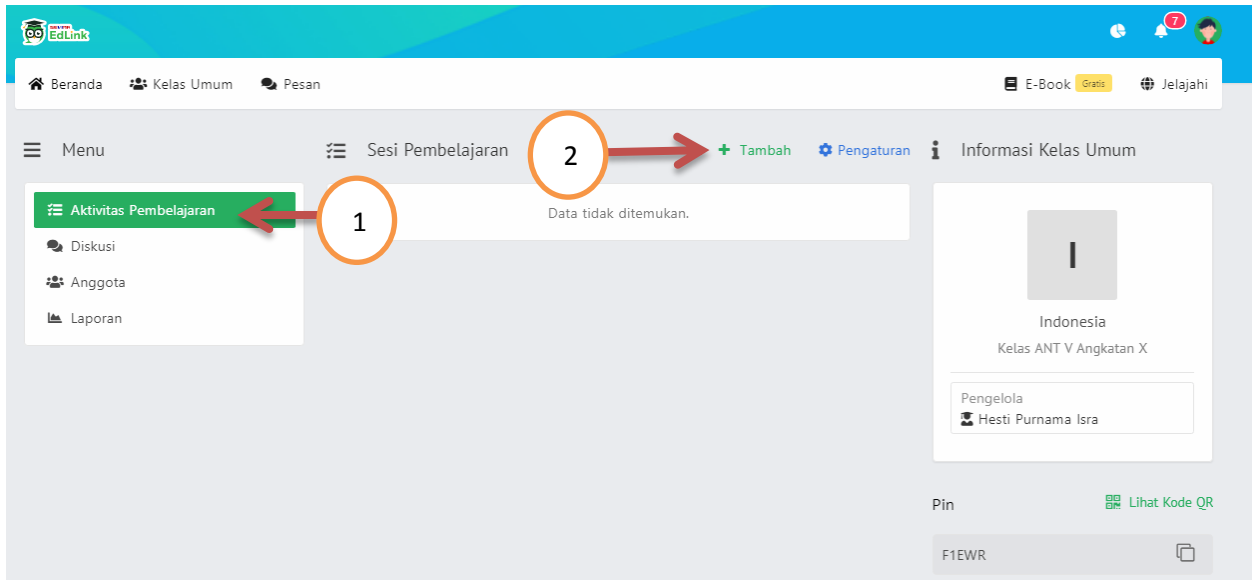 SEVIMA
EdLink
7
Beranda Kelas Umum Pesan E-Book Gratis Jelajahi
Menu
Aktivitas Pembelajaran
Diskusi
Anggota
Laporan
1
Sesi Pembelajaran 2 + Tambah Pengaturan
Data tidak ditemukan.
Informasi Kelas Umum
I
Indonesia
Kelas ANT V Angkatan X
Pengelola
Hesti Purnama Isra
Pin Lihat Kode QR
F1EWR